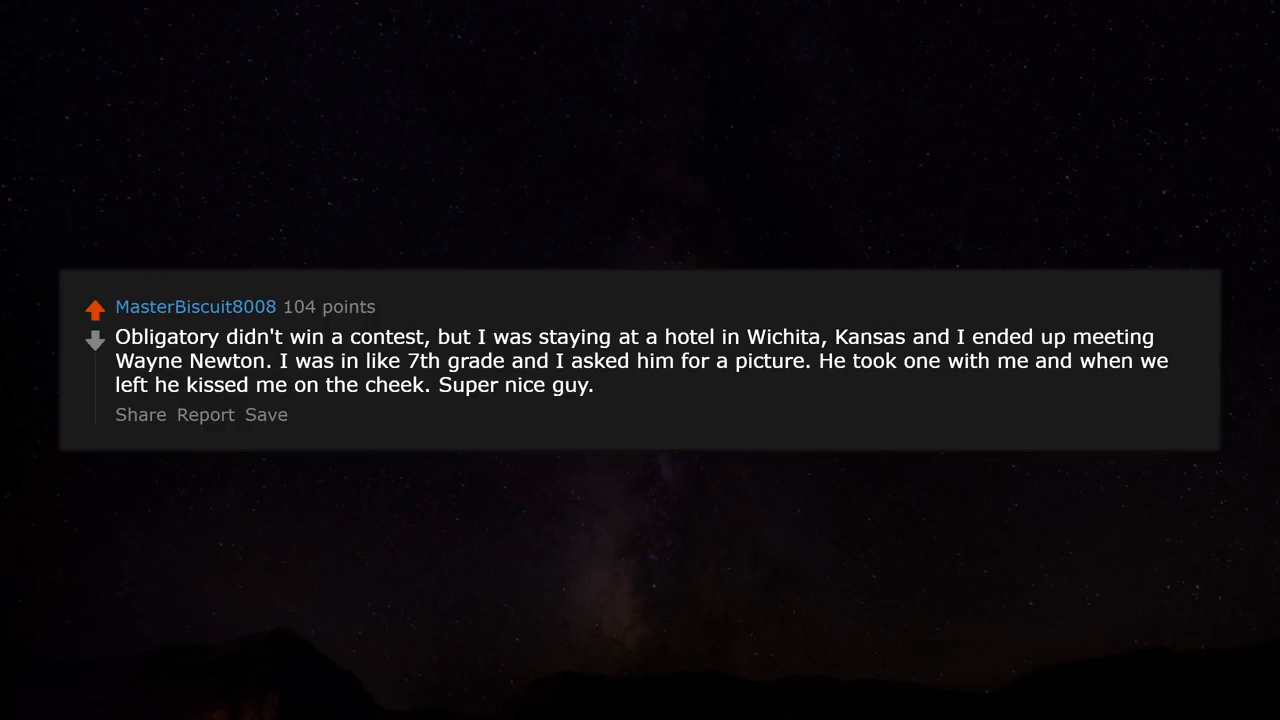 MasterBiscuit8008 104 points
Obligatory didn't win a contest, but I was staying at a hotel in Wichita, Kansas and I ended up meeting
Wayne Newton. I was in like 7th grade and I asked him for a picture. He took one with me and when we
left he kissed me on the cheek. Super nice guy.
Share Report Save